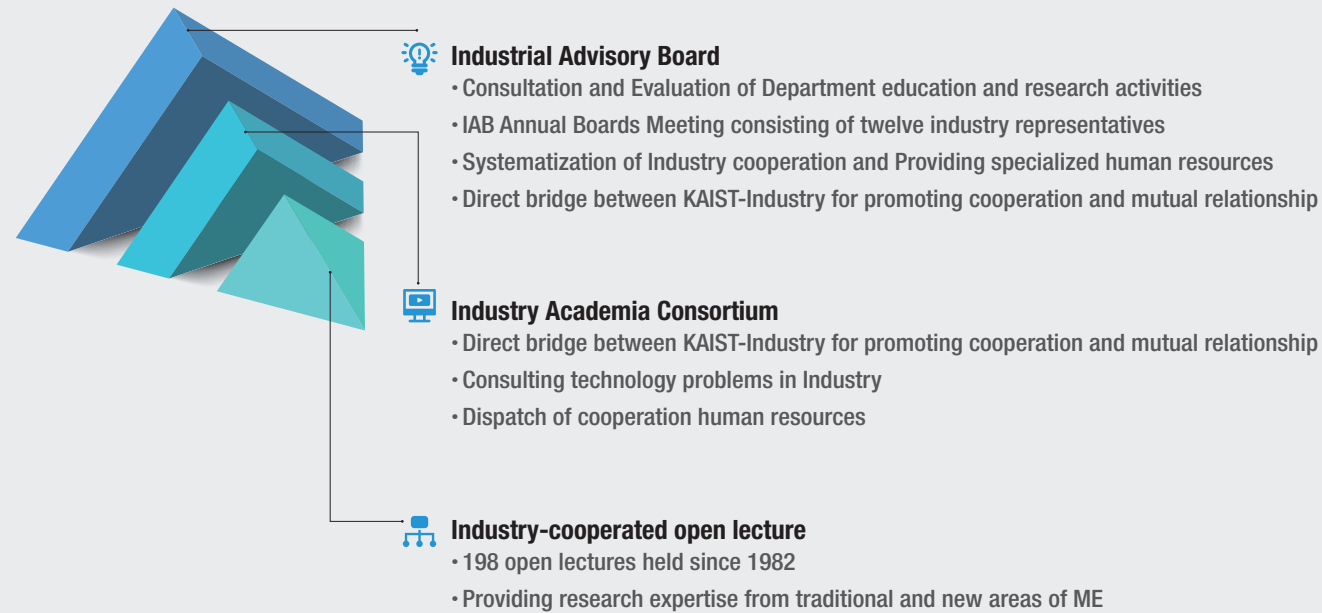 Industrial Advisory Board
• Consultation and Evaluation of Department education and research activities
• IAB Annual Boards Meeting consisting of twelve industry representatives
• Systematization of Industry cooperation and Providing specialized human resources
• Direct bridge between KAIST-Industry for promoting cooperation and mutual relationship
Industry Academia Consortium
• Direct bridge between KAIST-Industry for promoting cooperation and mutual relationship
• Consulting technology problems in Industry
• Dispatch of cooperation human resources
Industry-cooperated open lecture
• 198 open lectures held since 1982
• Providing research expertise from traditional and new areas of ME